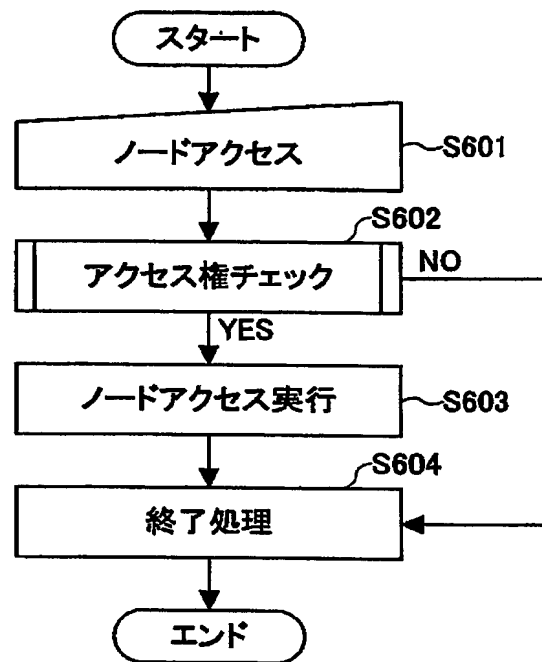 スタート
ノードアクセス
S601
S602
アクセス権チェック
NO
YES
ノードアクセス実行
S603
S604
終了処理
エンド